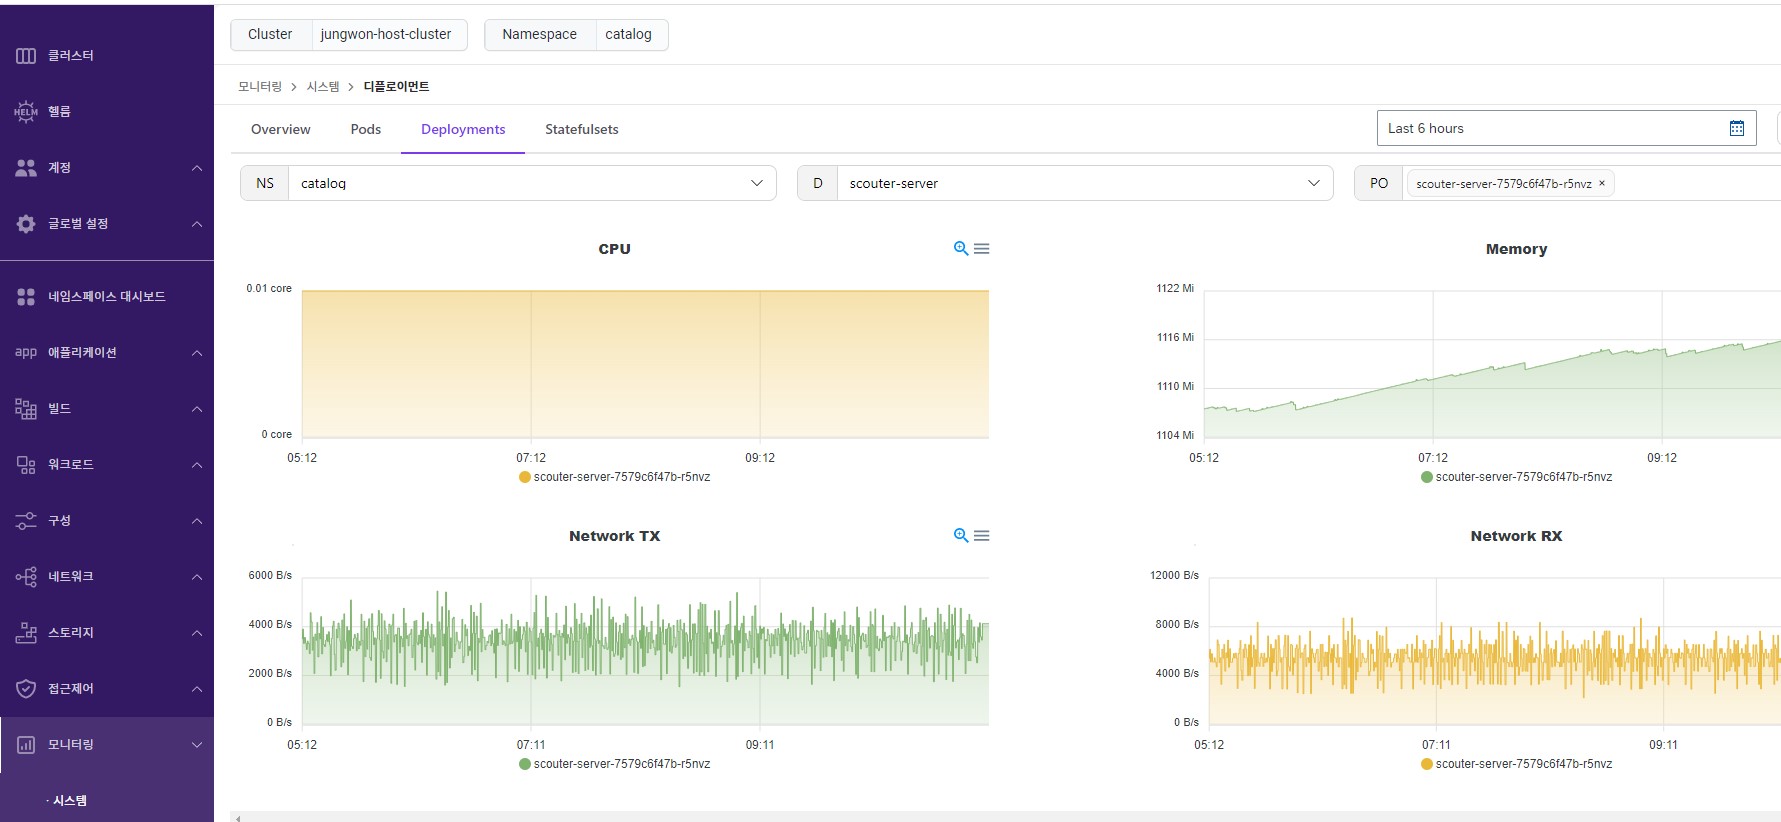 Cluster jungwon-host-cluster Namespace catalog
클러스터
HELM 헬름
계정
글로벌 설정
네임스페이스 대시보드
app 애플리케이션
빌드
워크로드
구성
네트워크
스토리지
접근제어
모니터링
· 시스템
모니터링 > 시스템 > 디플로이먼트
Overview Pods Deployments Statefulsets
Last 6 hours
NS catalog D scouter-server PO scouter-server-7579c6f47b-r5nvz ×
CPU
0.01 core
0 core
05:12 07:12 09:12
scouter-server-7579c6f47b-r5nvz
Memory
1122 Mi
1116 Mi
1110 Mi
1104 Mi
05:12 07:12 09:12
scouter-server-7579c6f47b-r5nvz
Network TX
6000 B/s
4000 B/s
2000 B/s
0 B/s
05:12 07:11 09:11
scouter-server-7579c6f47b-r5nvz
Network RX
12000 B/s
8000 B/s
4000 B/s
0 B/s
05:12 07:11 09:11
scouter-server-7579c6f47b-r5nvz